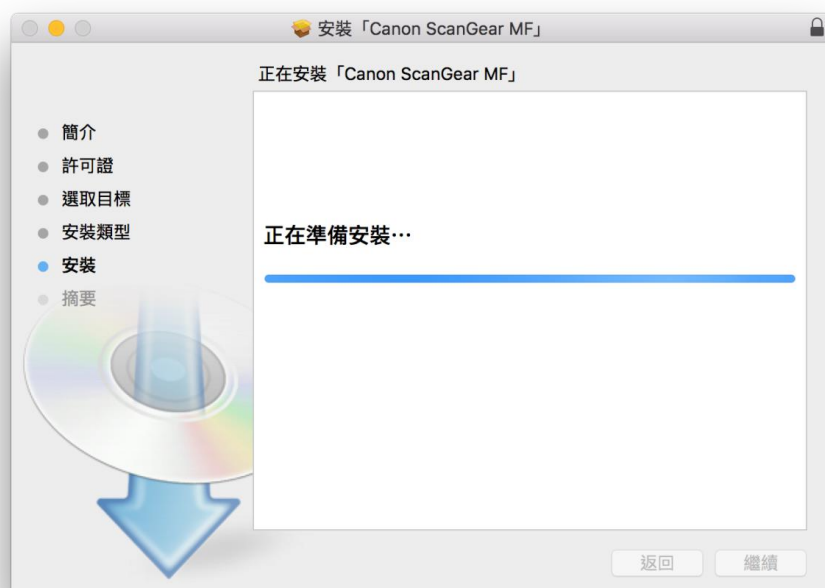 安裝「Canon ScanGear MF」
正在安裝「Canon ScanGear MF」
簡介
許可證
選取目標
安裝類型
安裝
摘要
正在準備安裝⋯
返回
繼續